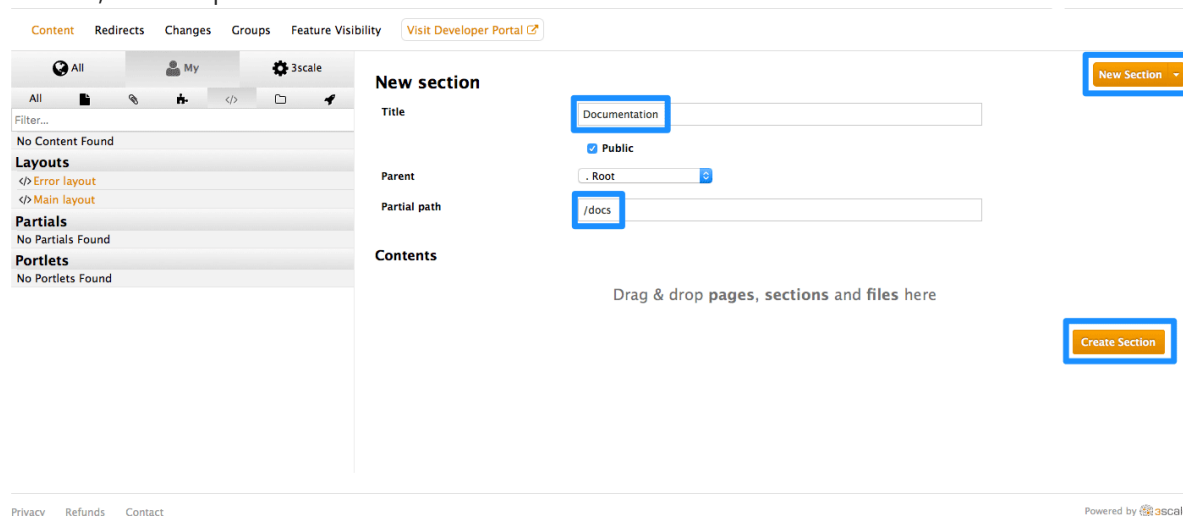 Content Redirects Changes Groups Feature Visibility Visit Developer Portal
All My 3scale
New Section
New section
All
Filter...
Title
Documentation
No Content Found
Public
Layouts
</> Error layout
Parent
. Root
</> Main layout
Partial path
/docs
Partials
No Partials Found
Portlets
Contents
No Portlets Found
Drag & drop pages, sections and files here
Create Section
Privacy Refunds Contact
Powered by 3scal